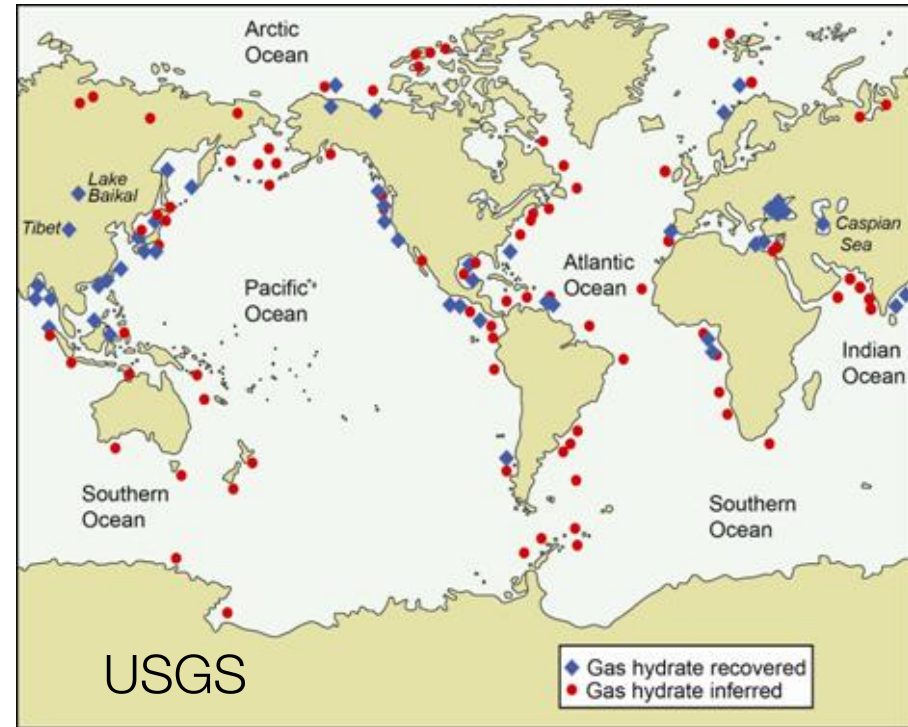 Arctic
Ocean
Lake
Baikal
Tibet
Caspian
Sea
Atlantic
Ocean
Pacific
Ocean
Indian
Ocean
Southern
Ocean
Southern
Ocean
USGS
Gas hydrate recovered
Gas hydrate inferred